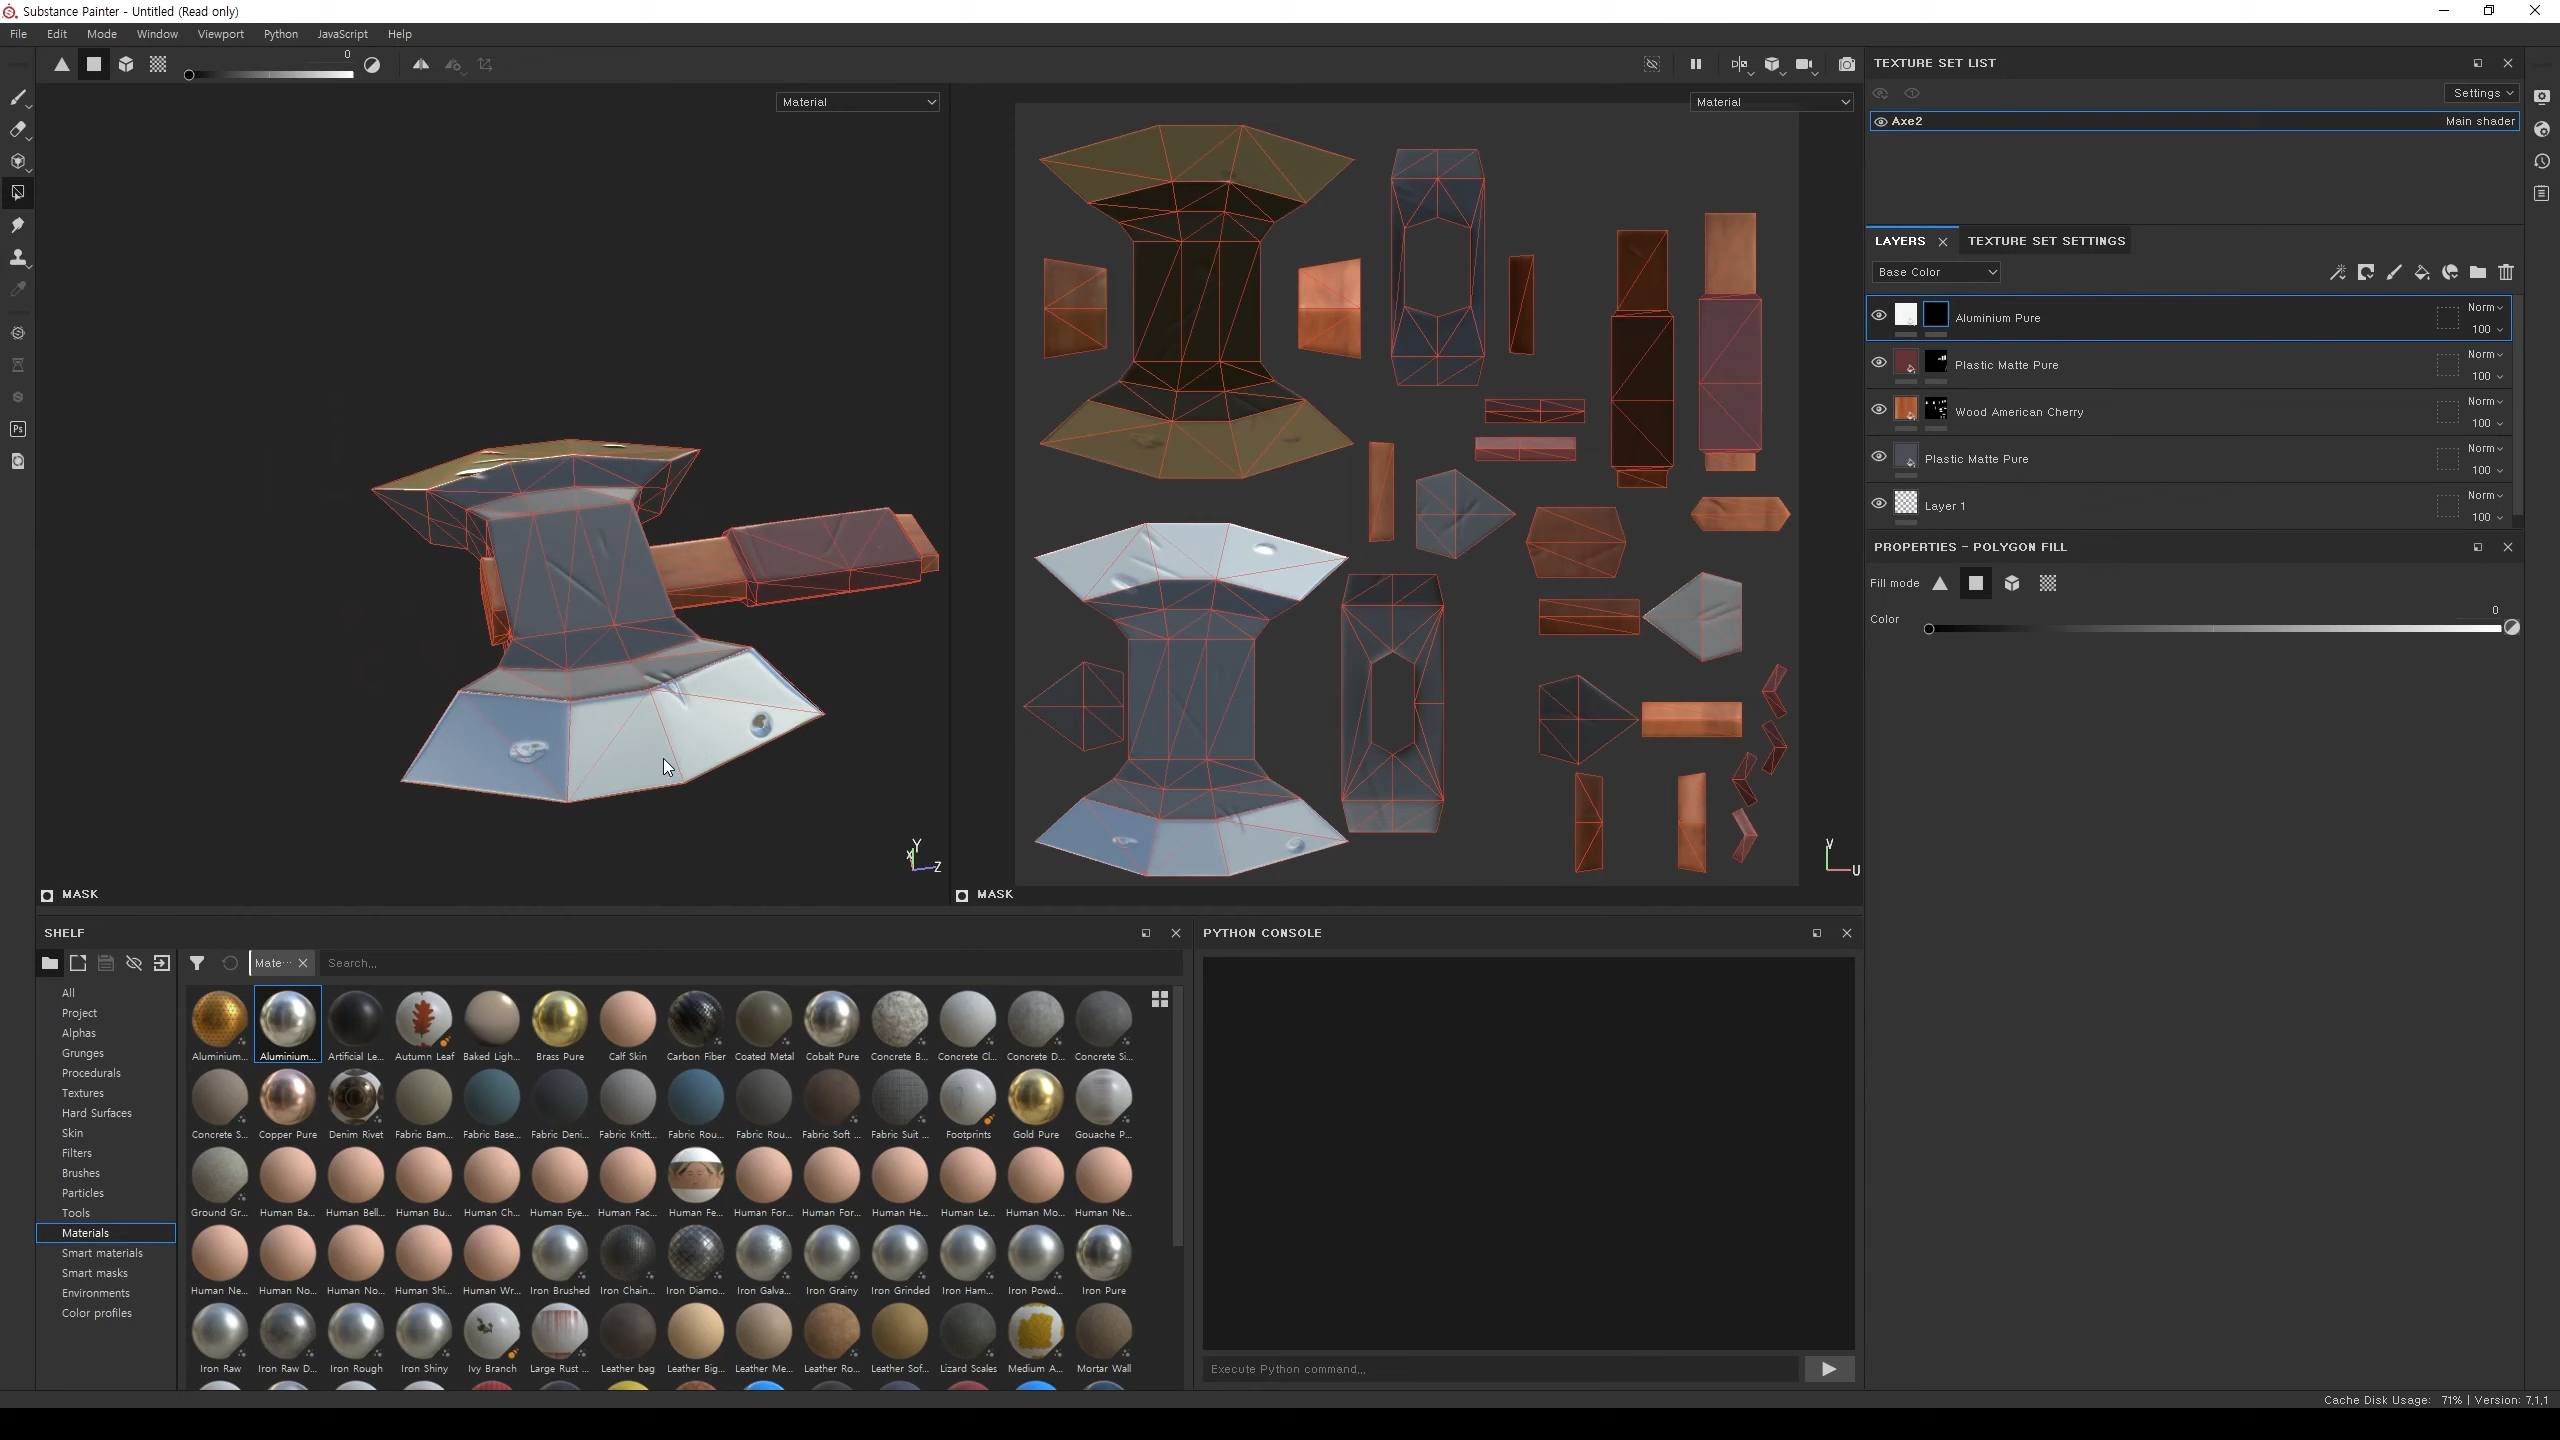 Substance Painter - Untitled (Read only)
File Edit Mode Window Viewport Python JavaScript Help
0
Material
Material
TEXTURE SET LIST
Settings
Axe2 Main shader
LAYERS TEXTURE SET SETTINGS
Base Color
Aluminium Pure Norm 100
Plastic Matte Pure Norm 100
Wood American Cherry Norm 100
Plastic Matte Pure Norm 100
Layer 1 Norm 100
PROPERTIES - POLYGON FILL
Fill mode
Color 0
Ps
Y X Z
V U
MASK
MASK
SHELF
Mate...
Search...
All
Project
Alphas
Grunges
Procedurals
Textures
Hard Surfaces
Skin
Filters
Brushes
Particles
Tools
Materials
Smart materials
Smart masks
Environments
Color profiles
Aluminium... Aluminium... Artificial Le... Autumn Leaf Baked Ligh... Brass Pure Calf Skin Carbon Fiber Coated Metal Cobalt Pure Concrete B... Concrete Cl... Concrete D... Concrete Si...
Concrete S... Copper Pure Denim Rivet Fabric Bam... Fabric Base... Fabric Deni... Fabric Knitt... Fabric Rou... Fabric Rou... Fabric Soft ... Fabric Suit ... Footprints Gold Pure Gouache P...
Ground Gr... Human Ba... Human Bell... Human Bu... Human Ch... Human Eye... Human Fac... Human Fe... Human For... Human For... Human He... Human Le... Human Mo... Human Ne...
Human Ne... Human No... Human No... Human Shi... Human Wr... Iron Brushed Iron Chain... Iron Diamo... Iron Galva... Iron Grainy Iron Grinded Iron Ham... Iron Powd... Iron Pure
Iron Raw Iron Raw D... Iron Rough Iron Shiny Ivy Branch Large Rust ... Leather bag Leather Big... Leather Me... Leather Ro... Leather Sof... Lizard Scales Medium A... Mortar Wall
PYTHON CONSOLE
Execute Python command...
Cache Disk Usage: 71% | Version: 7.1.1